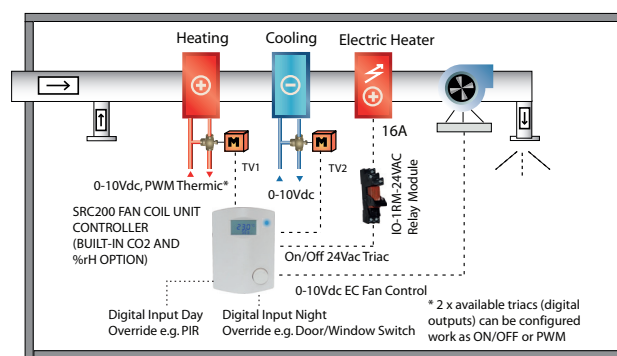 Heating
Cooling
Electric Heater
16A
M
TV1
M
TV2
0-10Vdc, PWM Thermic*
0-10Vdc
IO-1RM-24VAC
Relay Module
SRC200 FAN COIL UNIT
CONTROLLER
(BUILT-IN CO2 AND
%rH OPTION)
On/Off 24Vac Triac
0-10Vdc EC Fan Control
Digital Input Day
Override e.g. PIR
Digital Input Night
Override e.g. Door/Window Switch
* 2 x available triacs (digital
outputs) can be configured
work as ON/OFF or PWM